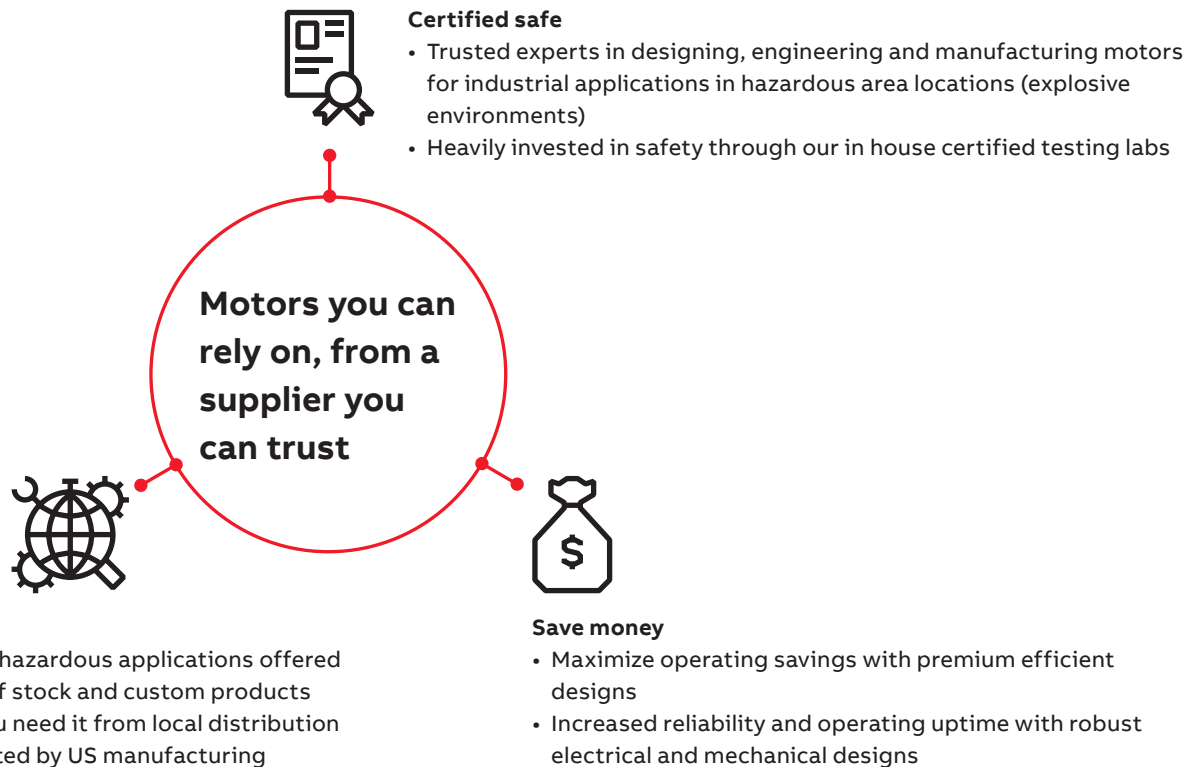 Certified safe
• Trusted experts in designing, engineering and manufacturing motors
for industrial applications in hazardous area locations (explosive
environments)
• Heavily invested in safety through our in house certified testing labs
Motors you can
rely on, from a
supplier you
can trust
$
hazardous applications offered
f stock and custom products
u need it from local distribution
ted by US manufacturing
Save money
• Maximize operating savings with premium efficient
designs
• Increased reliability and operating uptime with robust
electrical and mechanical designs